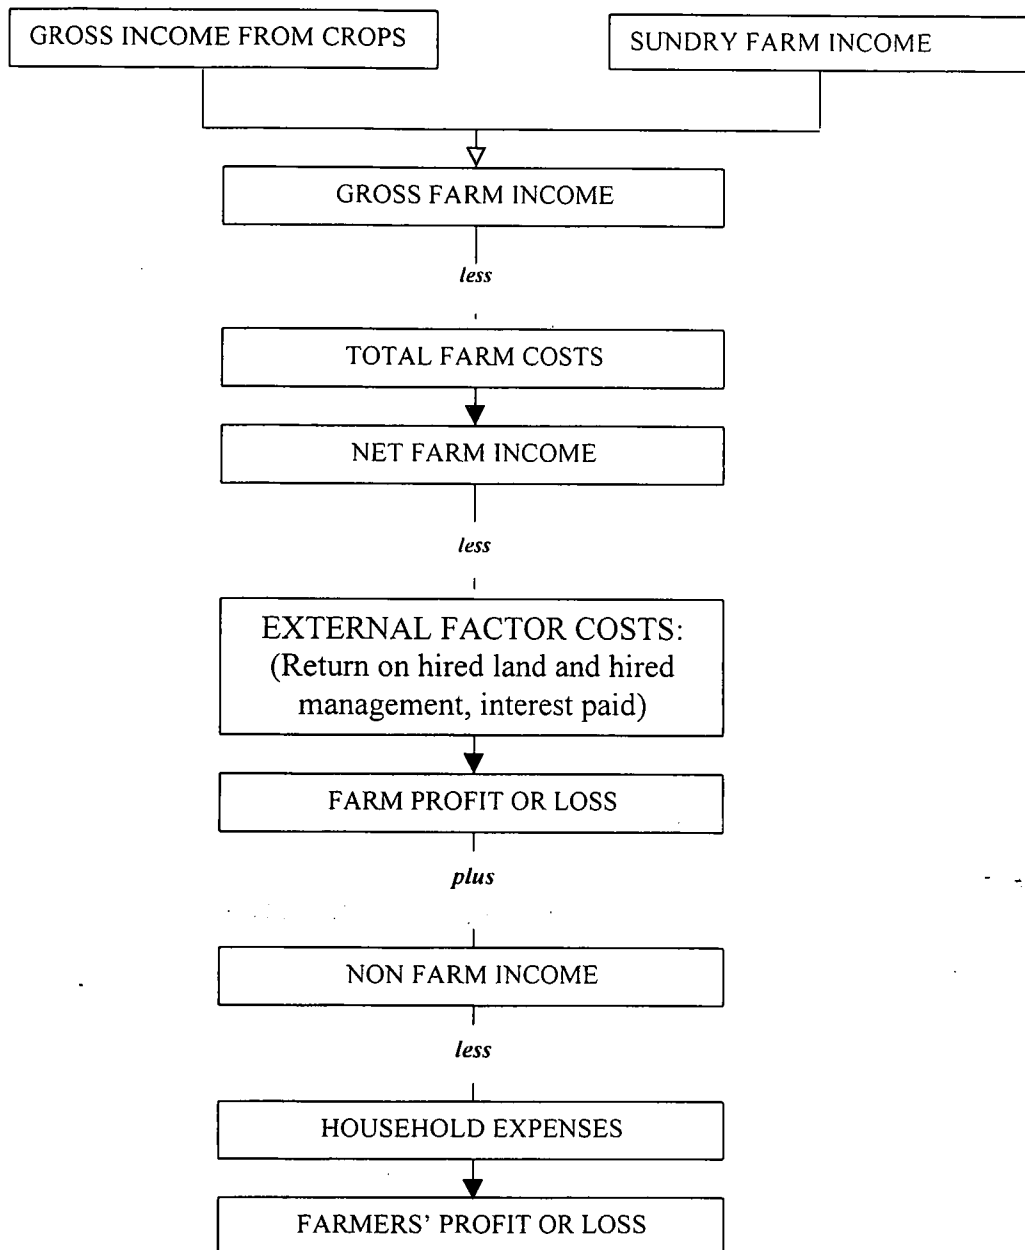 GROSS INCOME FROM CROPS
SUNDRY FARM INCOME
GROSS FARM INCOME
less
TOTAL FARM COSTS
NET FARM INCOME
less
EXTERNAL FACTOR COSTS:
(Return on hired land and hired
management, interest paid)
FARM PROFIT OR LOSS
plus
NON FARM INCOME
less
HOUSEHOLD EXPENSES
FARMERS' PROFIT OR LOSS